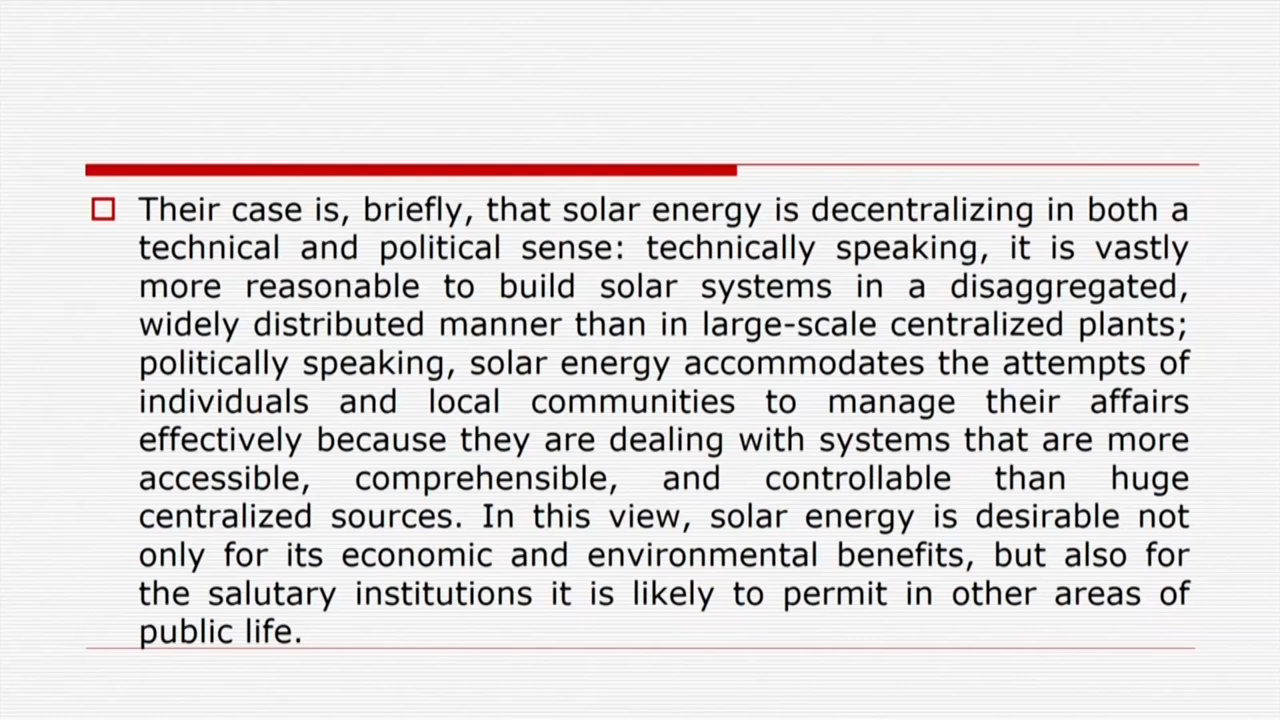 Their case is, briefly, that solar energy is decentralizing in both a
technical and political sense: technically speaking, it is vastly
more reasonable to build solar systems in a disaggregated,
widely distributed manner than in large-scale centralized plants;
politically speaking, solar energy accommodates the attempts of
individuals and local communities to manage their affairs
effectively because they are dealing with systems that are more
accessible, comprehensible, and controllable than huge
centralized sources. In this view, solar energy is desirable not
only for its economic and environmental benefits, but also for
the salutary institutions it is likely to permit in other areas of
public life.